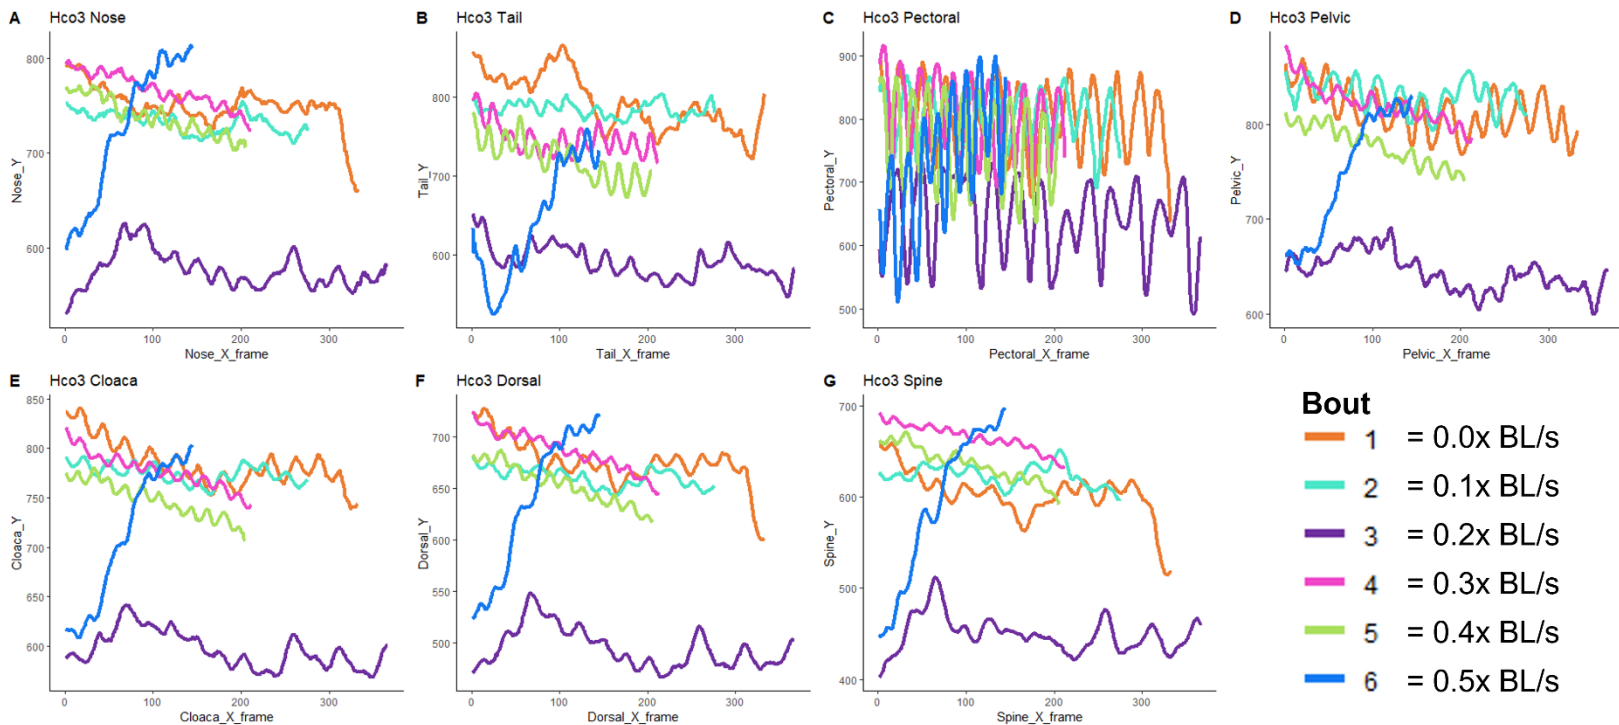 A Hco3 Nose
800
700
600
Nose_Y
0 100 200 300
Nose_X_frame
B Hco3 Tail
800
700
600
Tail_Y
0 100 200 300
Tail_X_frame
C Hco3 Pectoral
900
800
700
600
500
Pectoral_Y
0 100 200 300
Pectoral_X_frame
D Hco3 Pelvic
800
700
600
Pelvic_Y
0 100 200 300
Pelvic_X_frame
E Hco3 Cloaca
850
800
750
700
650
600
Cloaca_Y
0 100 200 300
Cloaca_X_frame
F Hco3 Dorsal
700
650
600
550
500
Dorsal_Y
0 100 200 300
Dorsal_X_frame
G Hco3 Spine
700
600
500
400
Spine_Y
0 100 200 300
Spine_X_frame
Bout
1 = 0.0x BL/s
2 = 0.1x BL/s
3 = 0.2x BL/s
4 = 0.3x BL/s
5 = 0.4x BL/s
6 = 0.5x BL/s